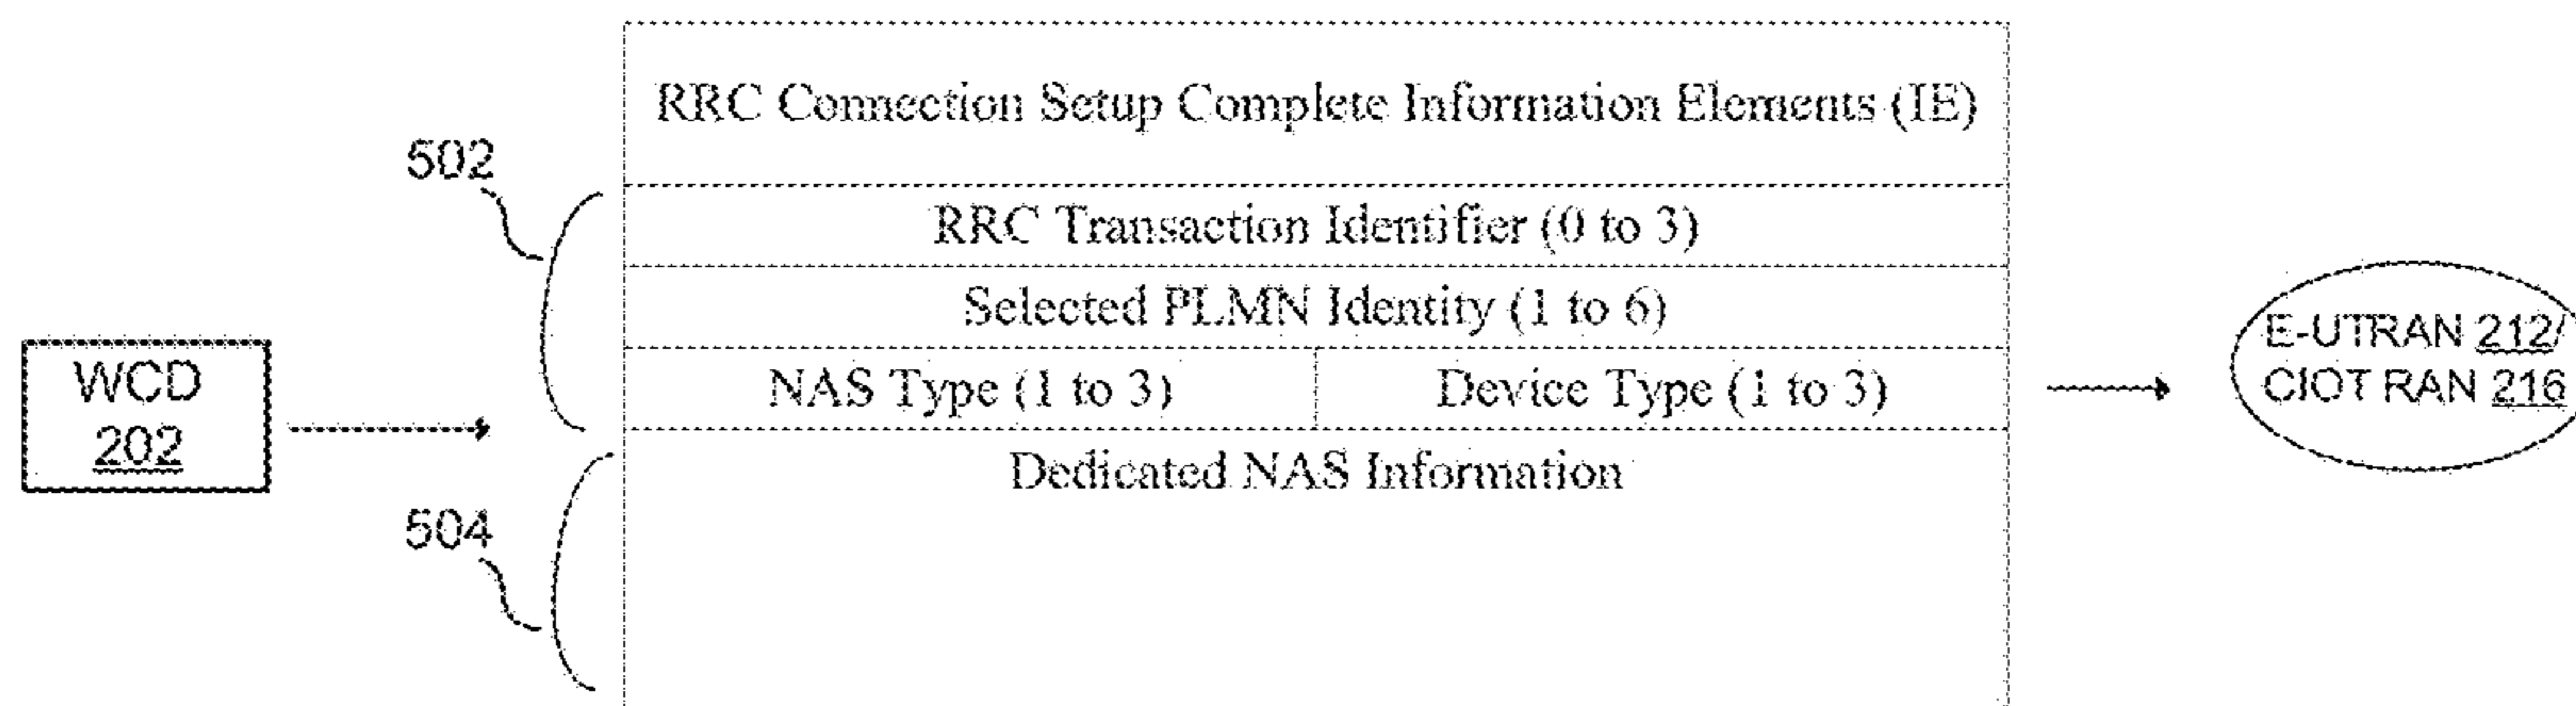 RRC Connection Setup Complete Information Elements (IE)
502
RRC Transaction Identifier (0 to 3)
Selected PLMN Identity (1 to 6)
NAS Type (1 to 3)
Device Type (1 to 3)
WCD
202
E-UTRAN 212/
CIOT RAN 216
Dedicated NAS Information
504